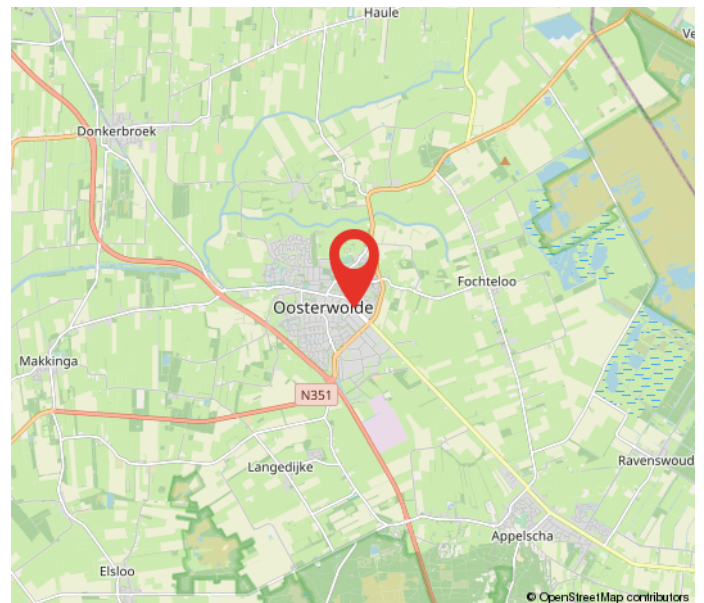 Haule
Ve
Donkerbroek
Fochteloo
Oosterwolde
Makkinga
N351
Langedijke
Ravenswoud
Appelscha
Elsloo
© OpenStreetMap contributors